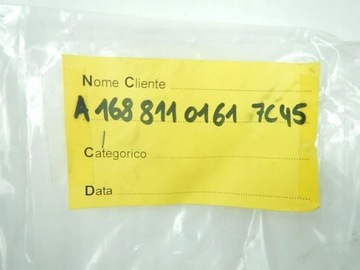 Nome Cliente
A 168 811 0161 7C45
Categorico
Data